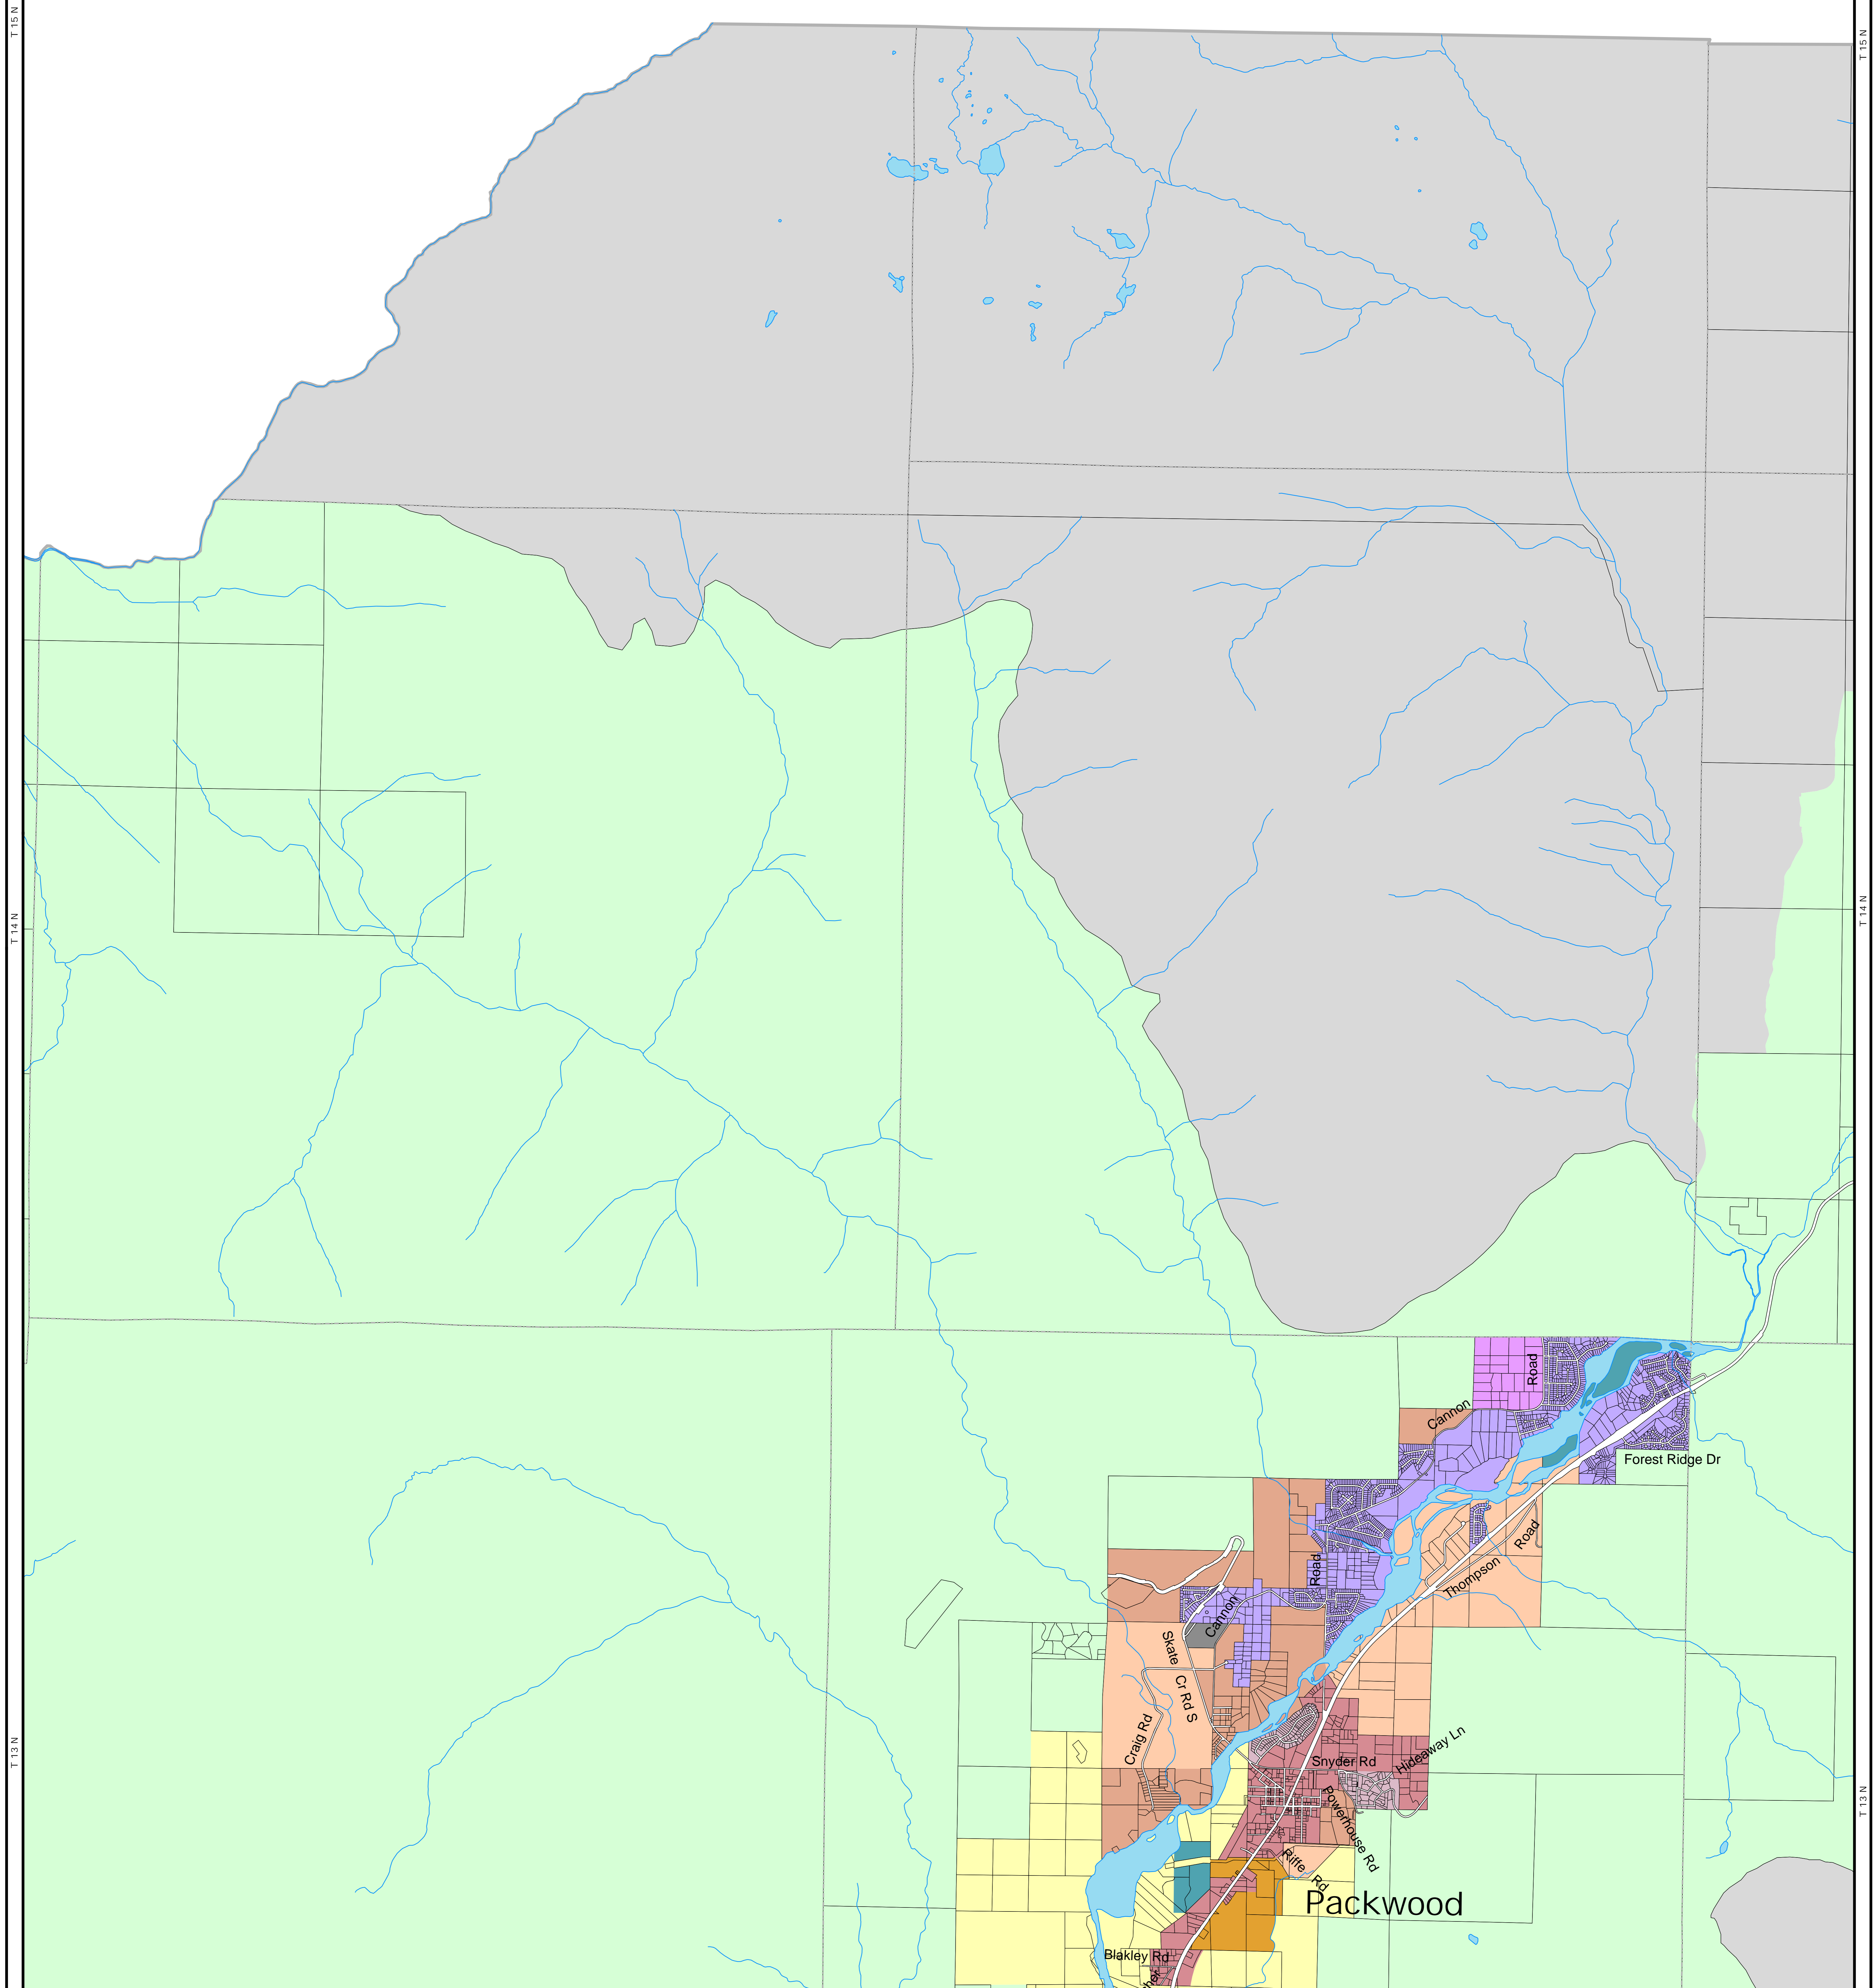 T 15 N
T 15 N
T 14 N
T 14 N
Road
Cannon
Forest Ridge Dr
Road
Thompson
Road
Cannon
Skate Cr Rd S
Craig Rd
Snyder Rd
Hideaway Ln
T 13 N
T 13 N
Powerhouse Rd
Riffe Rd
Packwood
Blakley Rd